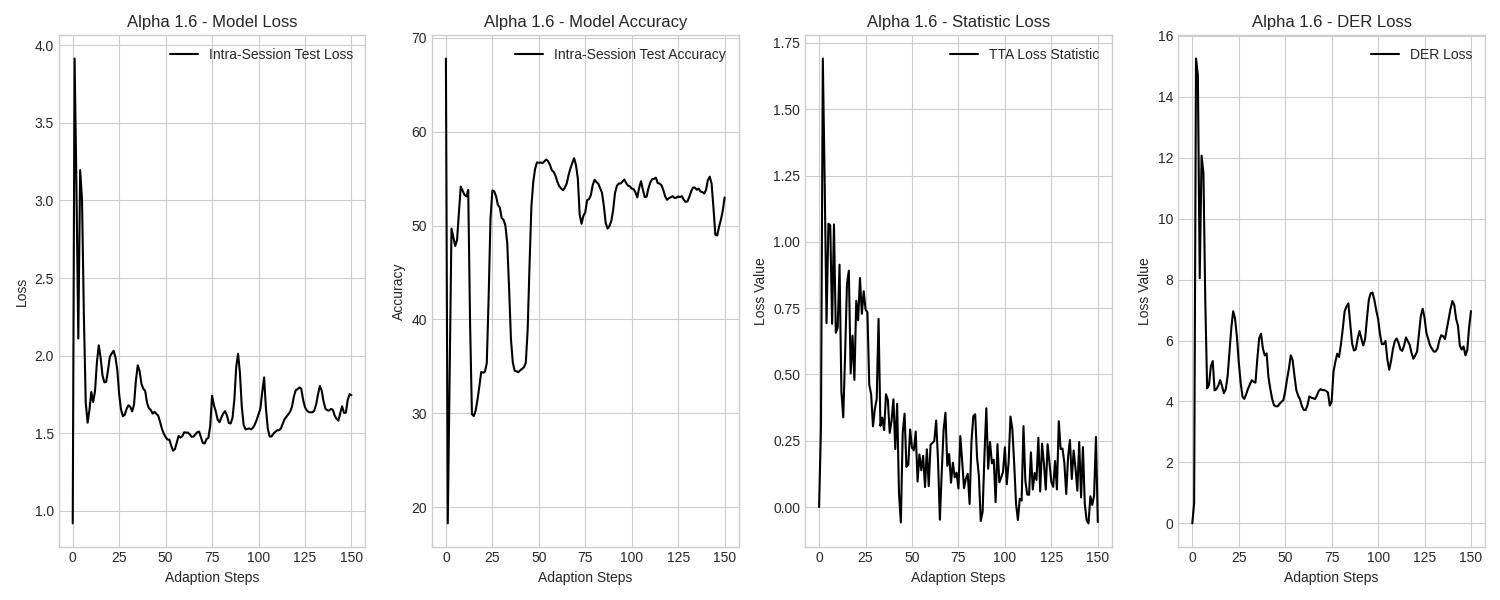 Alpha 1.6 - Model Loss
Intra-Session Test Loss
4.0
3.5
3.0
2.5
2.0
1.5
1.0
Loss
0 25 50 75 100 125 150
Adaption Steps
Alpha 1.6 - Model Accuracy
Intra-Session Test Accuracy
70
60
50
40
30
20
Accuracy
0 25 50 75 100 125 150
Adaption Steps
Alpha 1.6 - Statistic Loss
TTA Loss Statistic
1.75
1.50
1.25
1.00
0.75
0.50
0.25
0.00
Loss Value
0 25 50 75 100 125 150
Adaption Steps
Alpha 1.6 - DER Loss
DER Loss
16
14
12
10
8
6
4
2
0
Loss Value
0 25 50 75 100 125 150
Adaption Steps